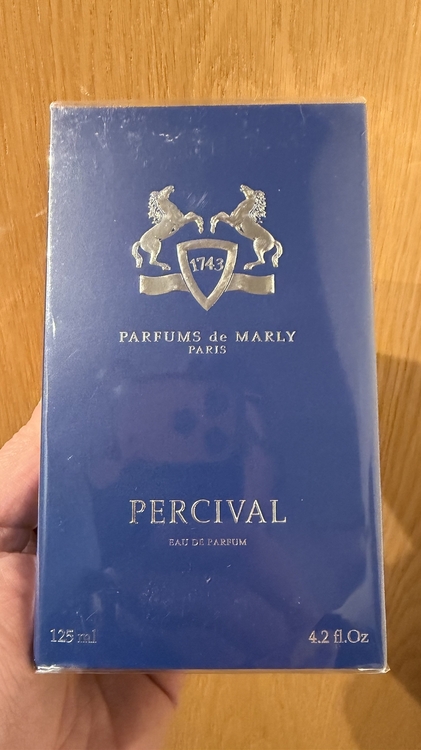 1743
PARFUMS de MARLY
PARIS
PERCIVAL
EAU DE PARFUM
125 ml
4.2 fl.Oz